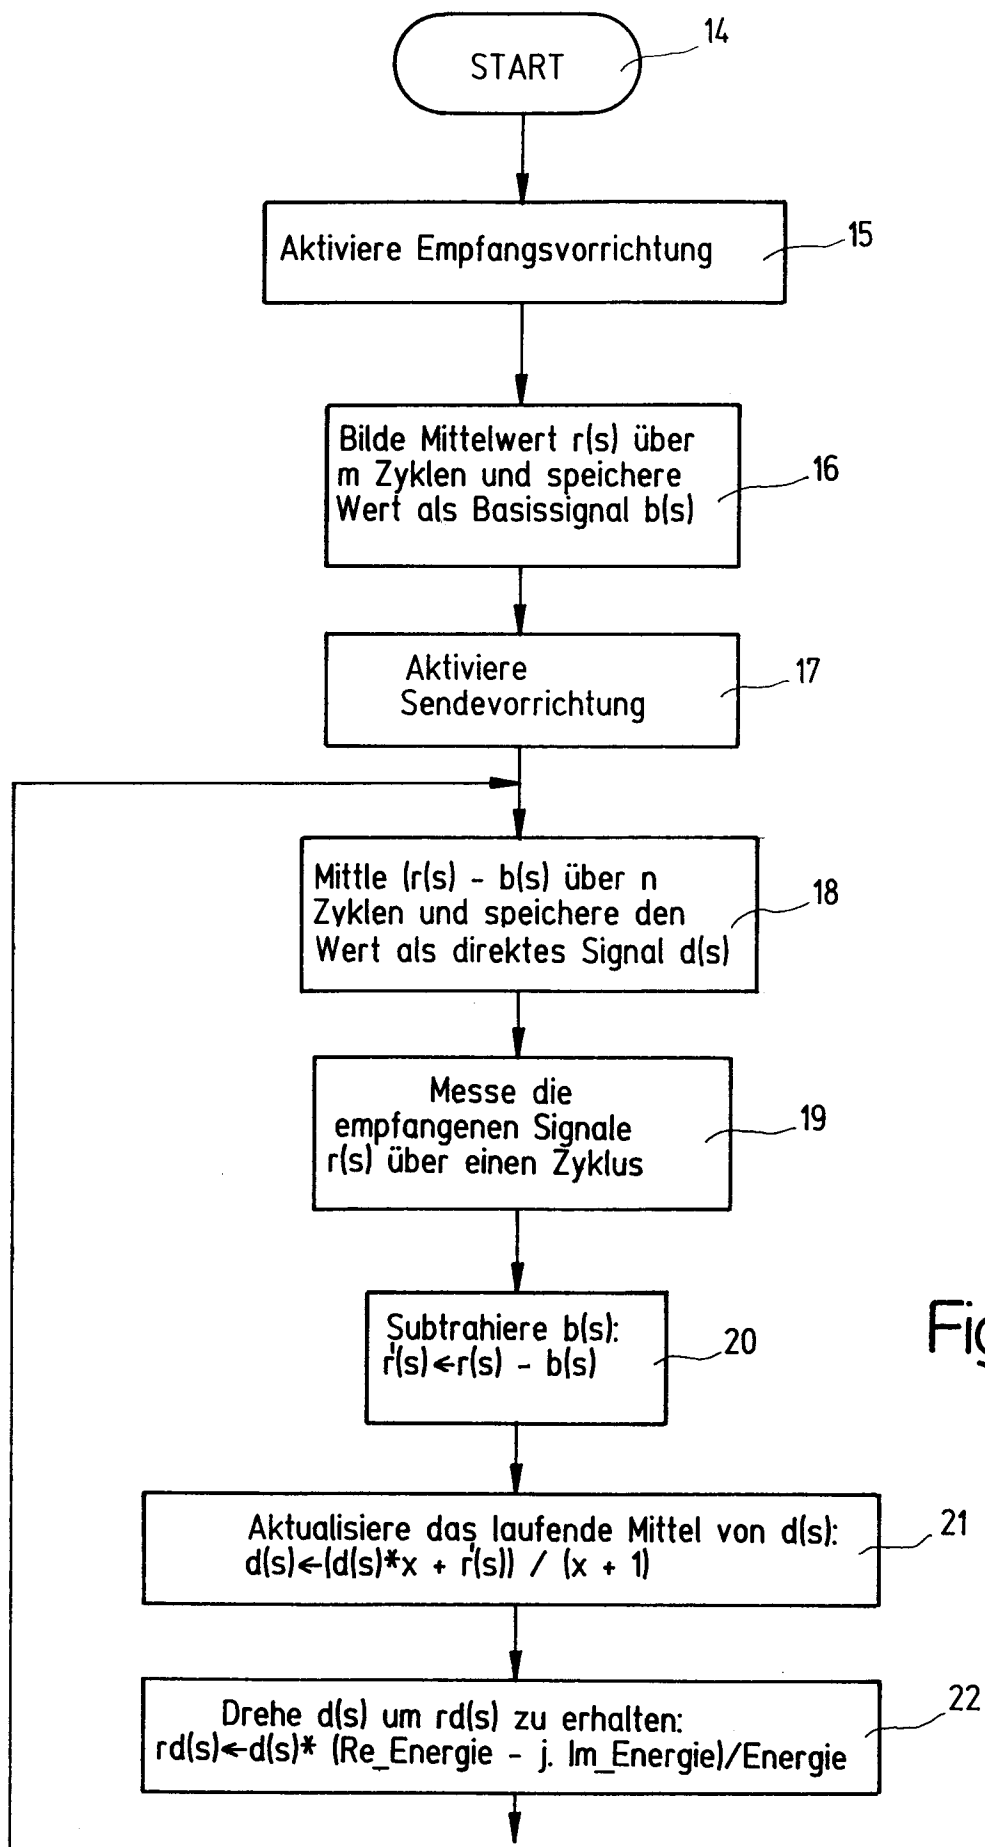 START
14
Aktiviere Empfangsvorrichtung
15
Bilde Mittelwert r(s) über
m Zyklen und speichere
Wert als Basissignal b(s)
16
Aktiviere
Sendevorrichtung
17
Mittle (r(s) - b(s) über n
Zyklen und speichere den
Wert als direktes Signal d(s)
18
Messe die
empfangenen Signale
r(s) über einen Zyklus
19
Subtrahiere b(s):
r'(s)←r(s) - b(s)
20
Fig
Aktualisiere das laufende Mittel von d(s):
d(s)←(d(s)*x + r'(s)) / (x + 1)
21
Drehe d(s) um rd(s) zu erhalten:
rd(s)←d(s)* (Re_Energie - j. Im_Energie)/Energie
22